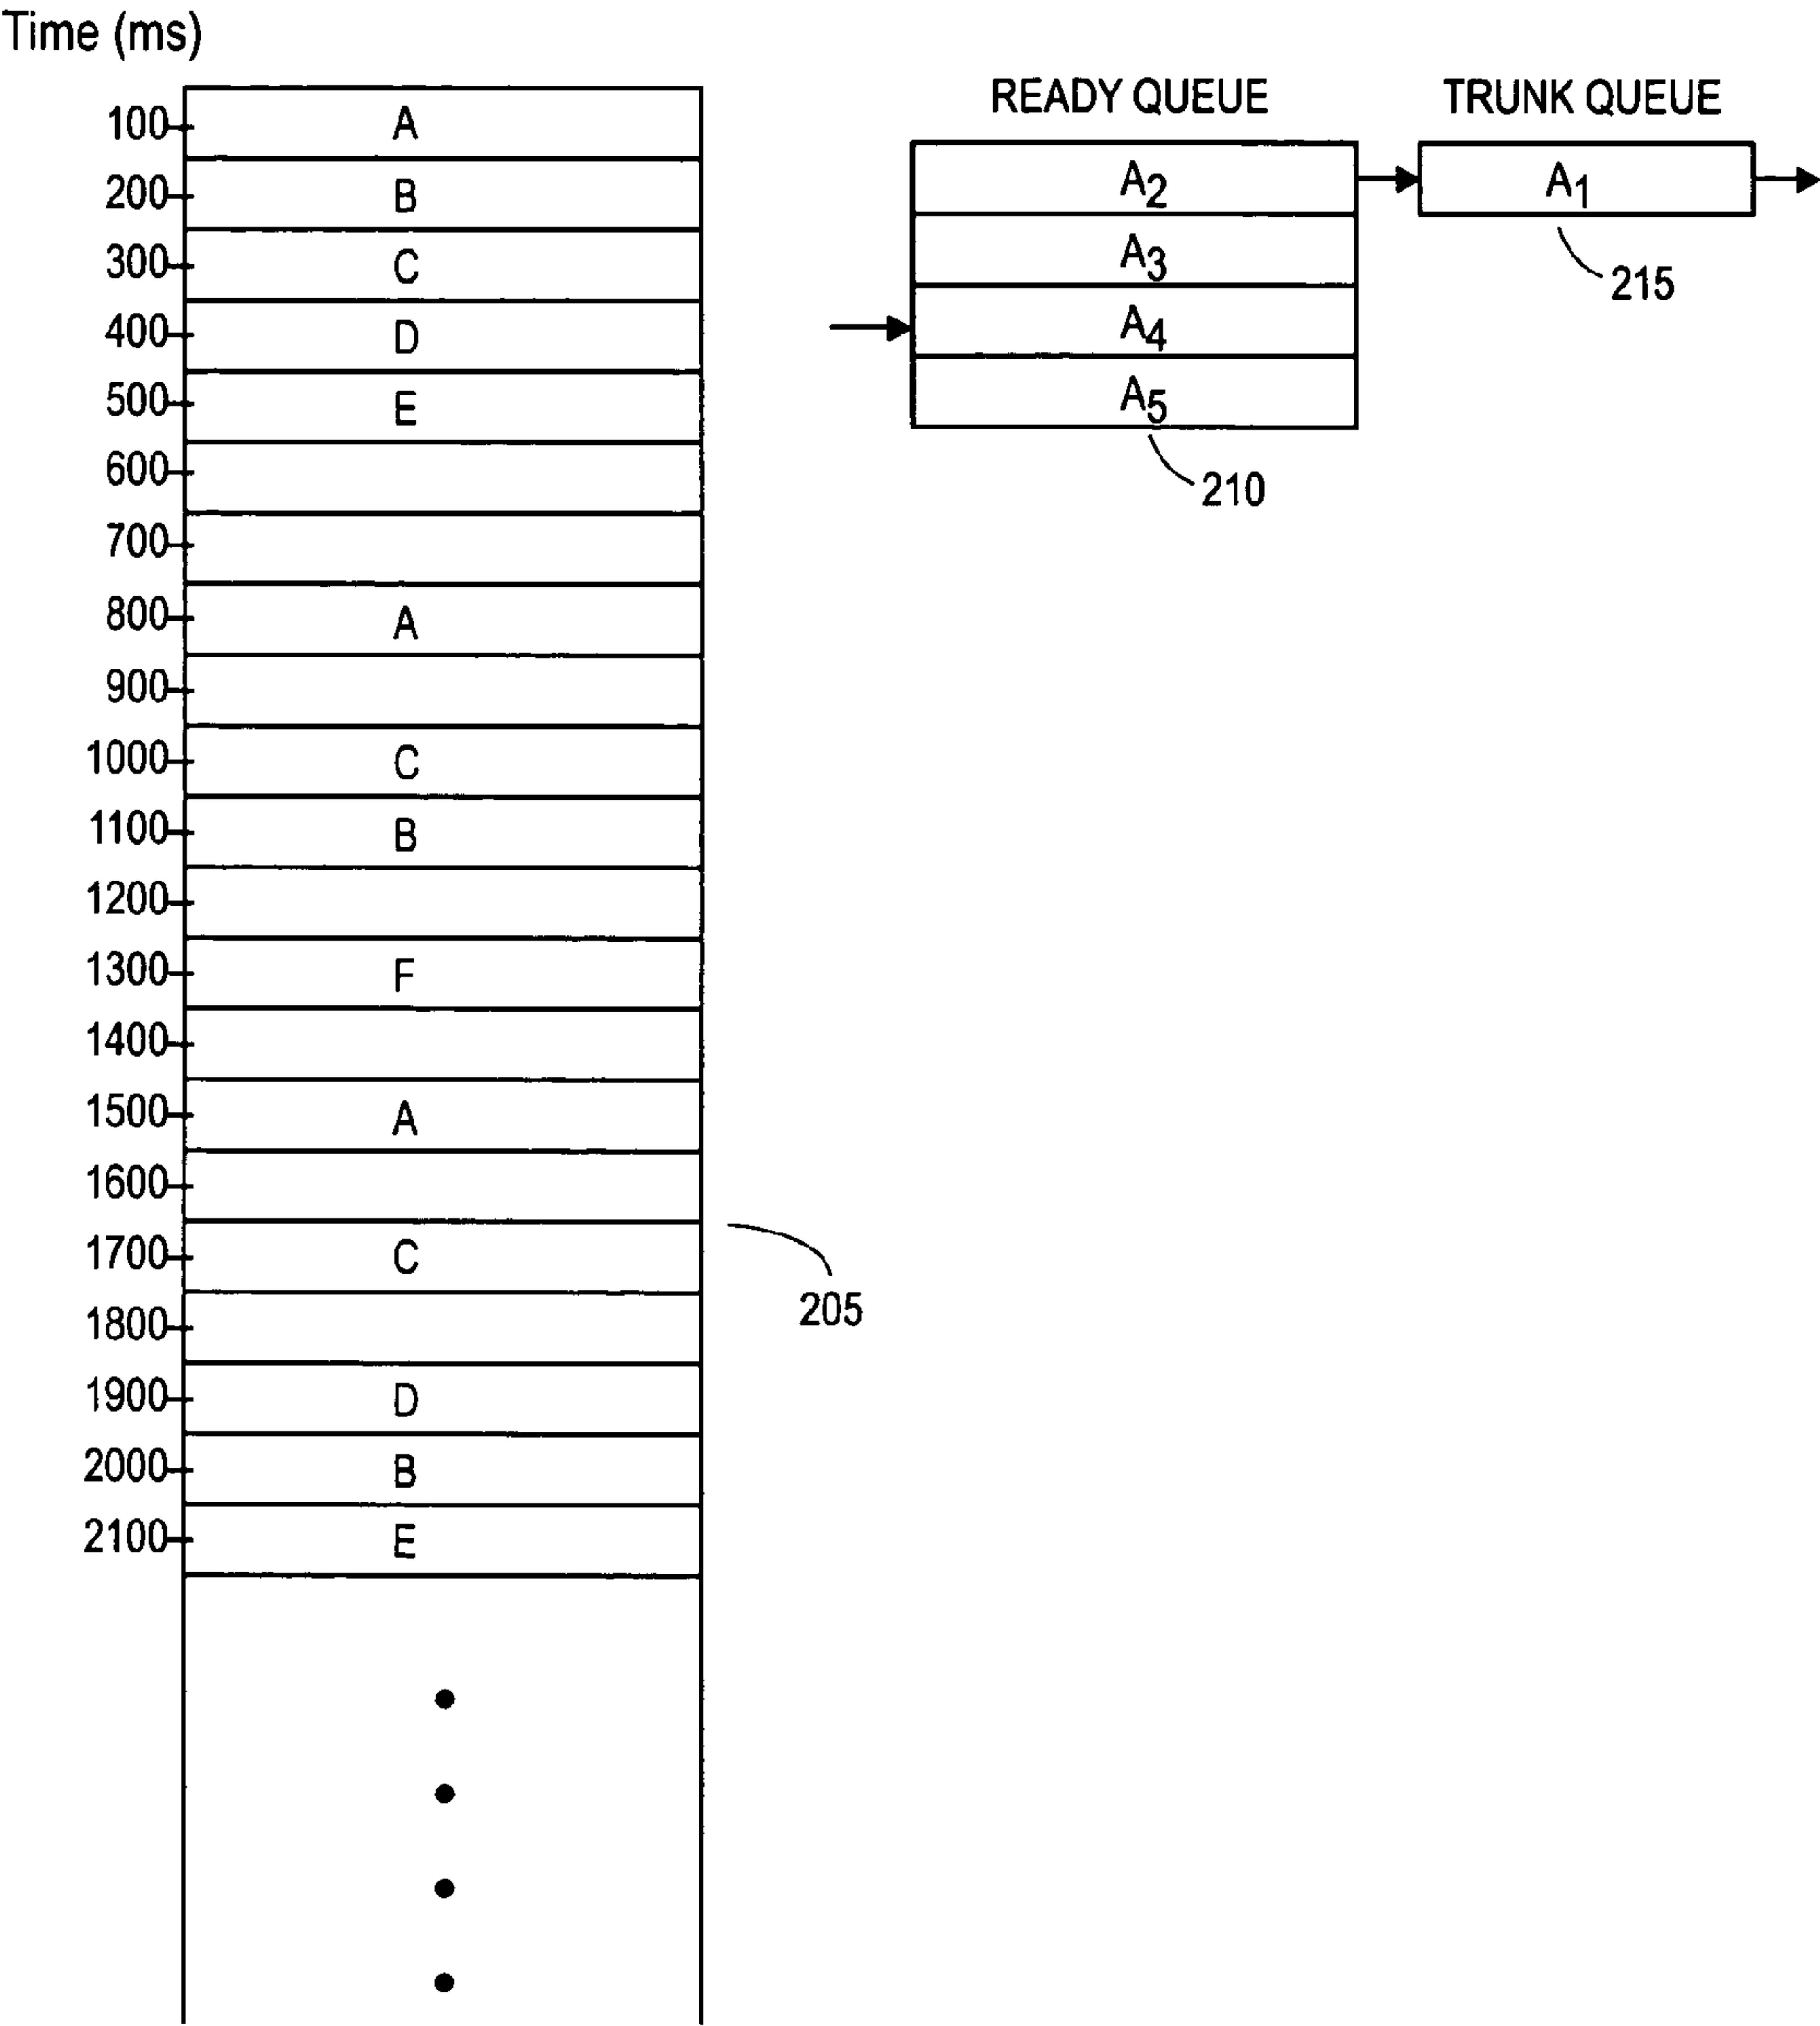 Time (ms)
READY QUEUE TRUNK QUEUE
100 A
A2 A1
200 B
A3
300 C
215
A4
400 D
A5
500 E
210
600
700
800 A
900
1000 C
1100 B
1200
1300 F
1400
1500 A
1600
1700 C
205
1800
1900 D
2000 B
2100 E